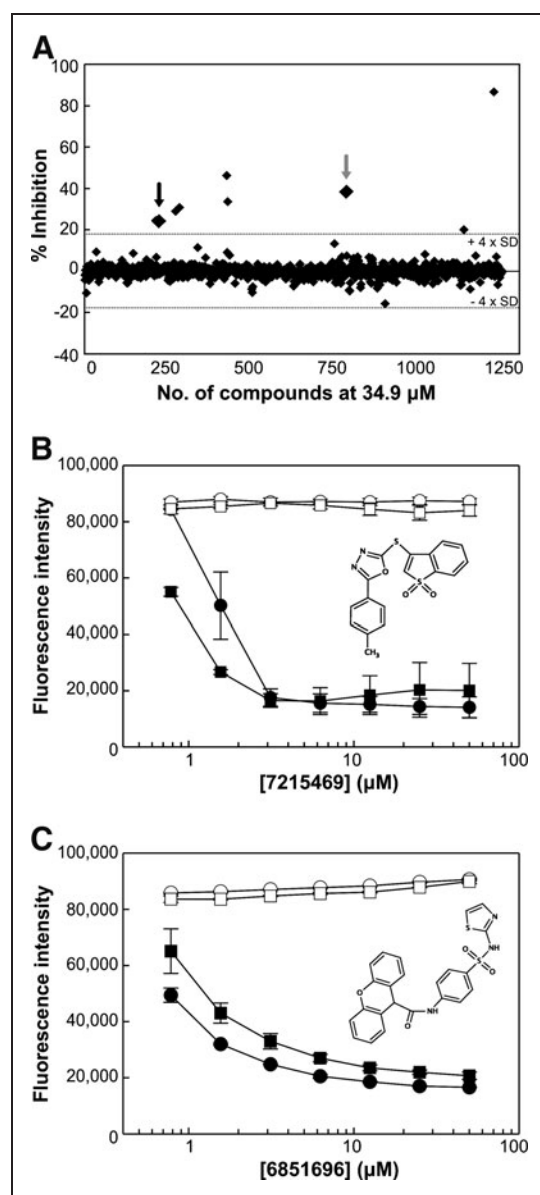 A
100
80
60
40
20
0
-20
-40
% Inhibition
+ 4 x SD
- 4 x SD
0 250 500 750 1000 1250
No. of compounds at 34.9 µM
B
100,000
80,000
60,000
40,000
20,000
0
Fluorescence intensity
N
N
O
S
S
O O
CH3
1 10 100
[7215469] (µM)
C
100,000
80,000
60,000
40,000
20,000
0
Fluorescence intensity
S
N
NH
O
S
O
O
NH
O
1 10 100
[6851696] (µM)